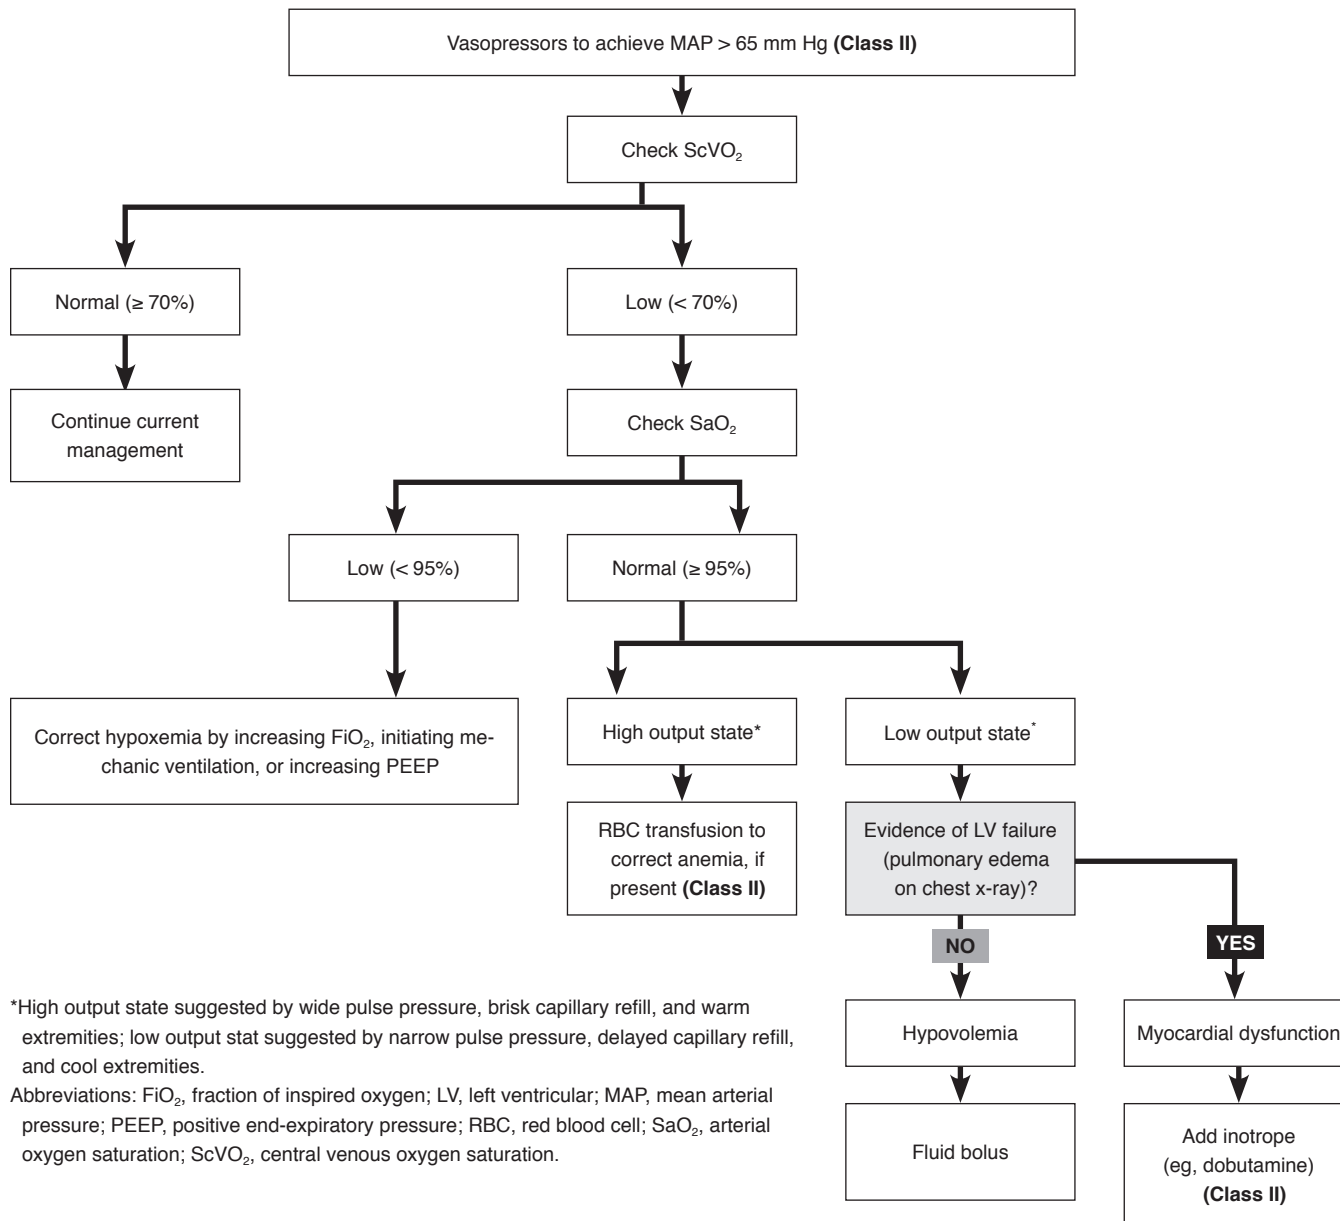 Vasopressors to achieve MAP > 65 mm Hg (Class II)
Check ScVO₂
Normal (≥ 70%)
Low (< 70%)
Continue current
management
Check SaO₂
Low (< 95%)
Normal (≥ 95%)
Correct hypoxemia by increasing FiO₂, initiating me-
chanic ventilation, or increasing PEEP
High output state*
Low output state*
RBC transfusion to
correct anemia, if
present (Class II)
Evidence of LV failure
(pulmonary edema
on chest x-ray)?
NO
YES
Hypovolemia
Myocardial dysfunction
Fluid bolus
Add inotrope
(eg, dobutamine)
(Class II)
*High output state suggested by wide pulse pressure, brisk capillary refill, and warm
extremities; low output stat suggested by narrow pulse pressure, delayed capillary refill,
and cool extremities.
Abbreviations: FiO₂, fraction of inspired oxygen; LV, left ventricular; MAP, mean arterial
pressure; PEEP, positive end-expiratory pressure; RBC, red blood cell; SaO₂, arterial
oxygen saturation; ScVO₂, central venous oxygen saturation.